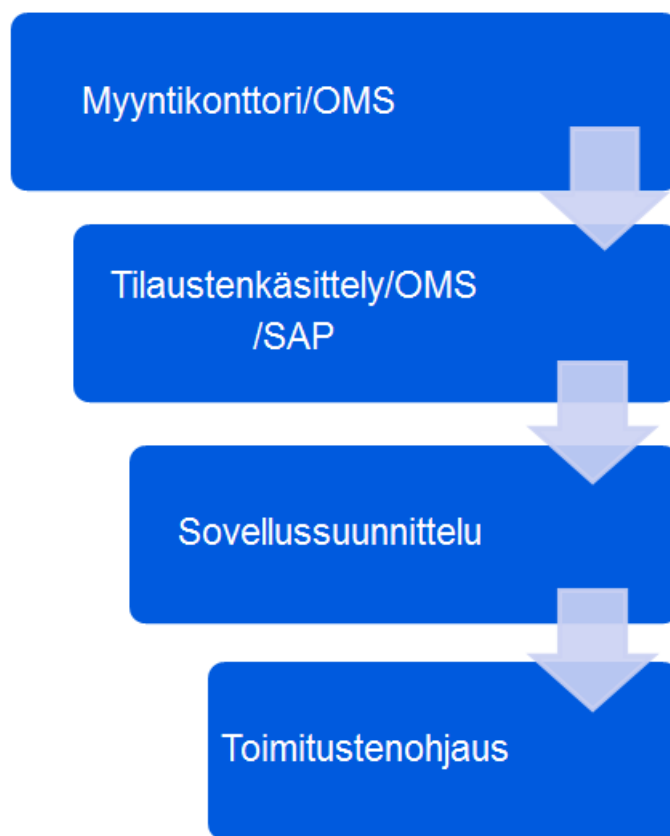 Myyntikonttori/OMS
Tilaustenkäsittely/OMS
/SAP
Sovellussuunnittelu
Toimitustenohjaus